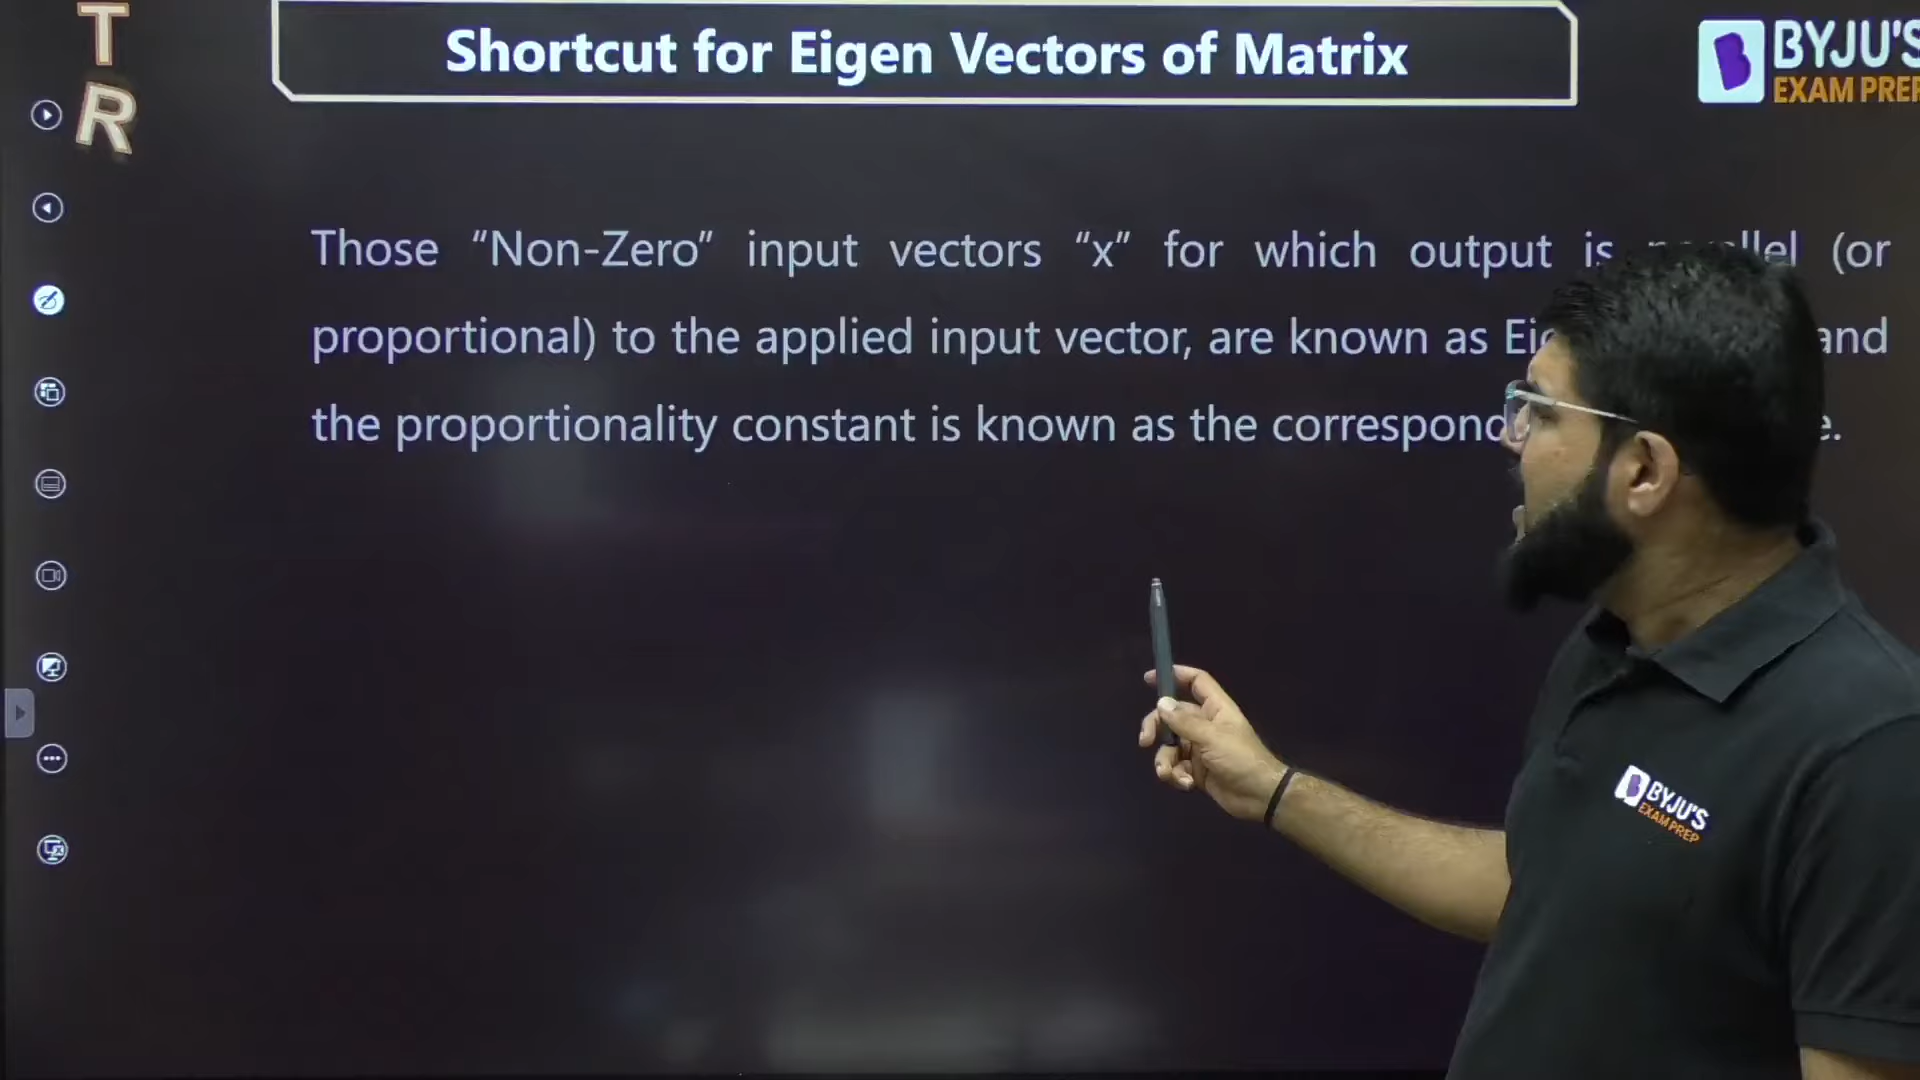 T
R
Shortcut for Eigen Vectors of Matrix
BYJU'S
EXAM PREP
Those “Non-Zero” input vectors “x” for which output is parallel (or
proportional) to the applied input vector, are known as and
the proportionality constant is known as the
BYJU'S
EXAM PREP